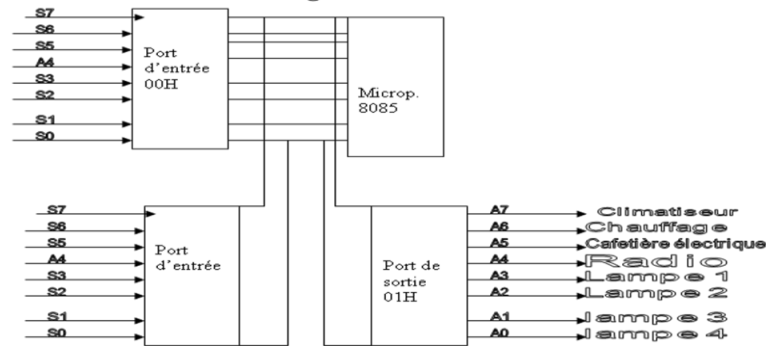 S7
S6
S5
A4
S3
S2
S1
S0
Port
d'entrée
00H
Microp.
8085
S7
S6
S5
A4
S3
S2
S1
S0
Port
d'entrée
Port de
sortie
01H
A7 Climatiseur
A6 Chauffage
A5 Cafetière électrique
A4 Radio
A3 Lampe 1
A2 Lampe 2
A1 lampe 3
A0 lampe 4